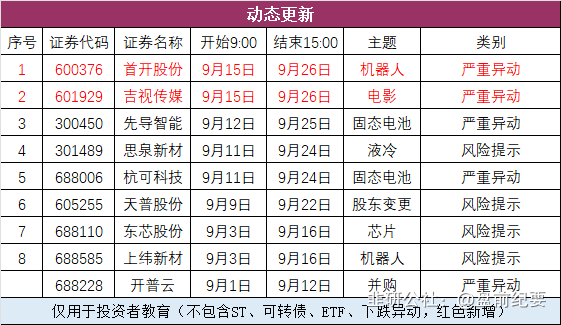 动态更新
序号 证券代码 证券名称 开始9:00 结束15:00 主题 类别
1 600376 首开股份 9月15日 9月26日 机器人 严重异动
2 601929 吉视传媒 9月15日 9月26日 电影 严重异动
3 300450 先导智能 9月12日 9月25日 固态电池 严重异动
4 301489 思泉新材 9月11日 9月24日 液冷 风险提示
5 688006 杭可科技 9月11日 9月24日 固态电池 严重异动
6 605255 天普股份 9月9日 9月22日 股东变更 风险提示
7 688110 东芯股份 9月3日 9月16日 芯片 风险提示
8 688585 上纬新材 9月3日 9月16日 机器人 风险提示
688228 开普云 9月1日 9月12日 并购 严重异动
仅用于投资者教育（不包含ST、可转债、ETF、下跌异动，红色新增）
韭研公社：@盘前纪要